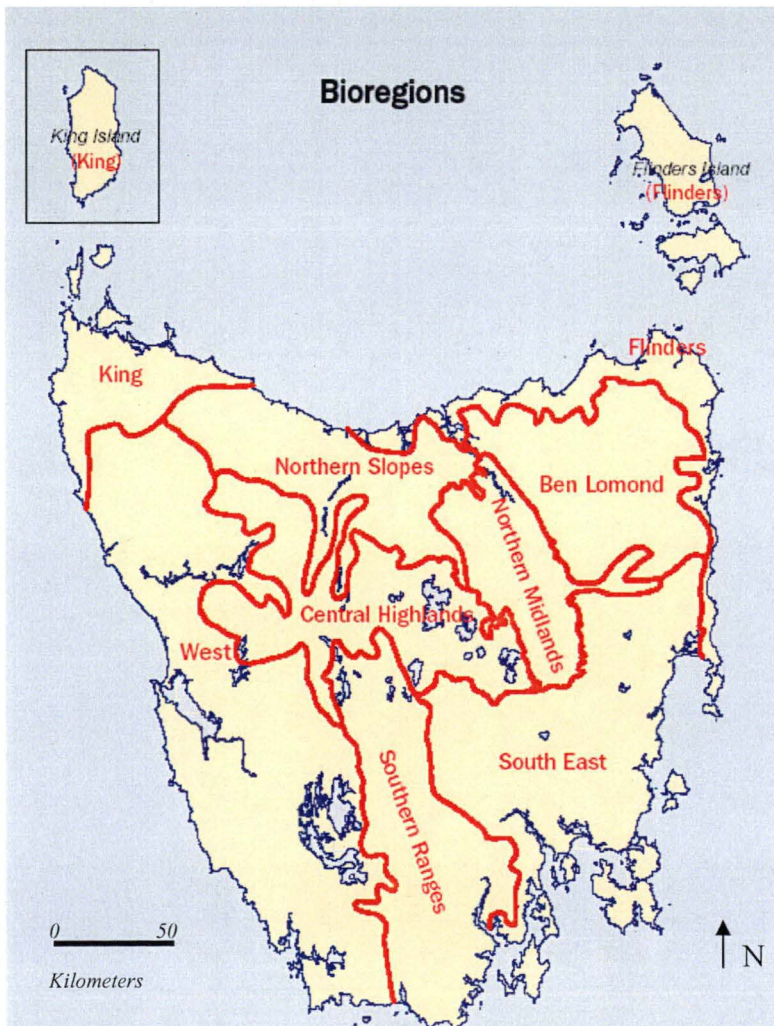 Bioregions
King Island
(King)
Flinders Island
(Flinders)
Flinders
King
Northern Slopes
Ben Lomond
Northern Midlands
Central Highlands
West
South East
Southern Ranges
0 50
Kilometers
N